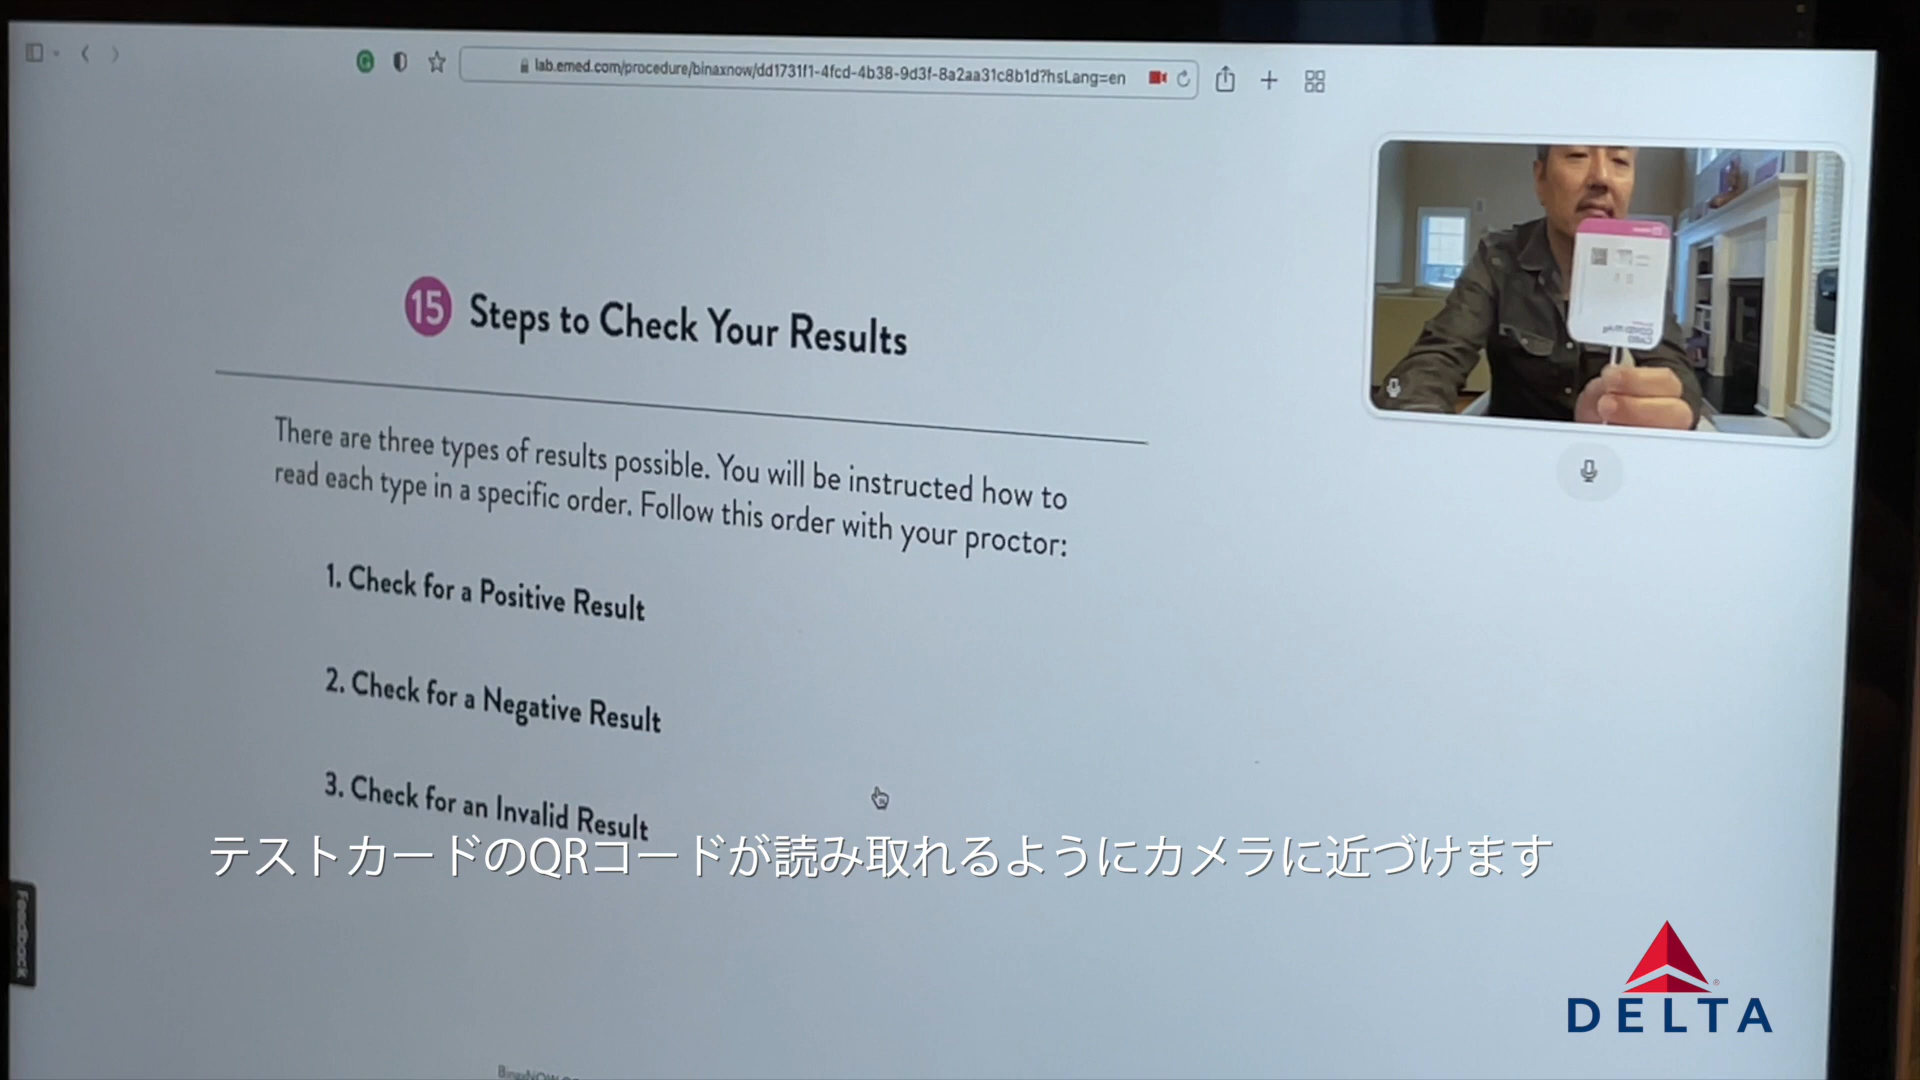 lab.emed.com/procedure/binaxnow/dd1731f1-4fcd-4b38-9d3f-8a2aa31c8b1d?hsLang=en
15 Steps to Check Your Results
There are three types of results possible. You will be instructed how to
read each type in a specific order. Follow this order with your proctor:
1. Check for a Positive Result
2. Check for a Negative Result
3. Check for an Invalid Result
テストカードのQRコードが読み取れるようにカメラに近づけます
Feedback
DELTA
BinaxNOW